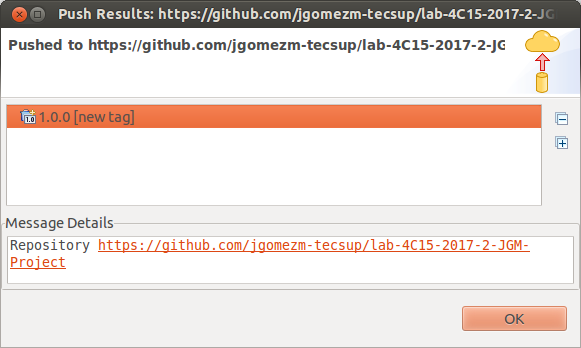 Push Results: https://github.com/jgomezm-tecsup/lab-4C15-2017-2-JG
Pushed to https://github.com/jgomezm-tecsup/lab-4C15-2017-2-JG
1.0 1.0.0 [new tag]
Message Details
Repository https://github.com/jgomezm-tecsup/lab-4C15-2017-2-JGM-
Project
OK